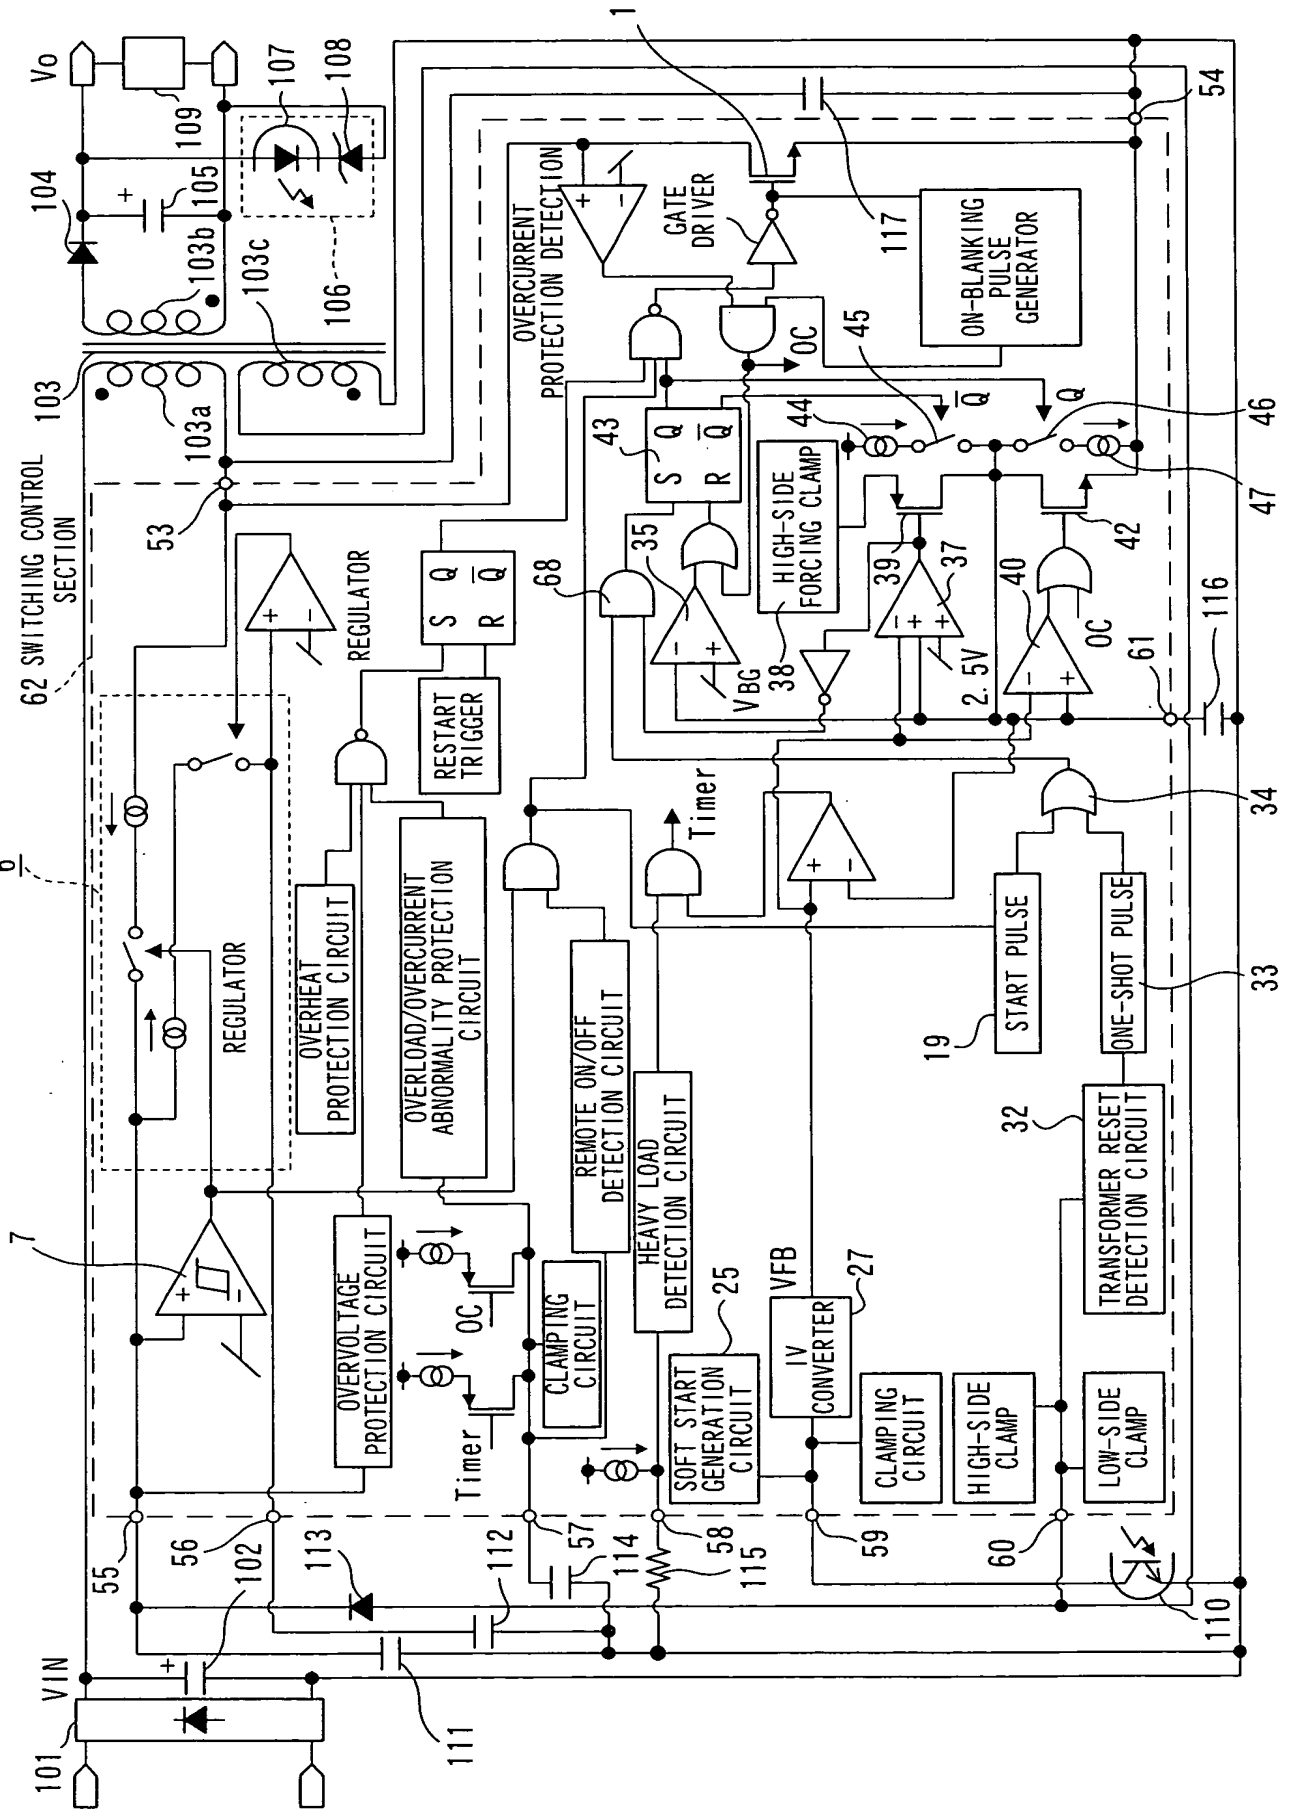 62 SWITCHING CONTROL
SECTION
VIN
101
102
111
112
113
114
115
55
56
57
58
59
60
110
7
6
REGULATOR
REGULATOR
53
103
103a
103b
103c
104
105
Vo
109
106
107
108
OVERHEAT
PROTECTION CIRCUIT
OVERVOLTAGE
PROTECTION CIRCUIT
OVERLOAD/OVERCURRENT
ABNORMALITY PROTECTION
CIRCUIT
RESTART
TRIGGER
S Q
R Q̅
OVERCURRENT
PROTECTION DETECTION
GATE
DRIVER
1
117
54
ON-BLANKING
PULSE
GENERATOR
OC
43
S Q
R Q̅
68
35
VBG
HIGH-SIDE
FORCING CLAMP
38
39
37
2.5V
44
45
Q̅
Q
46
47
42
40
OC
61
116
Timer
OC
CLAMPING
CIRCUIT
REMOTE ON/OFF
DETECTION CIRCUIT
HEAVY LOAD
DETECTION CIRCUIT
Timer
SOFT START
GENERATION
CIRCUIT
25
VFB
IV
CONVERTER
27
CLAMPING
CIRCUIT
HIGH-SIDE
CLAMP
LOW-SIDE
CLAMP
TRANSFORMER RESET
DETECTION CIRCUIT
32
ONE-SHOT PULSE
33
START PULSE
19
34